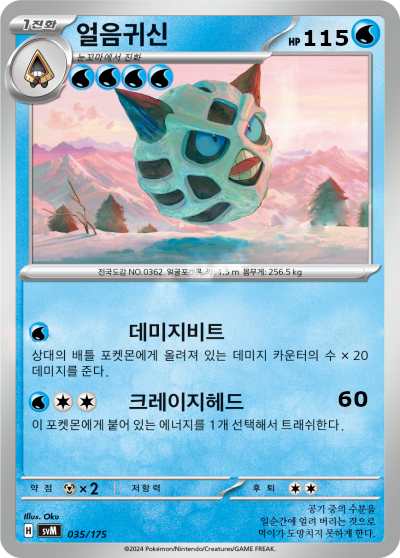 1진화
얼음귀신
HP 115
눈꼬마에서 진화
전국도감 NO.0362 얼굴포켓몬 키: 1.5 m 몸무게: 256.5 kg
데미지비트
상대의 배틀 포켓몬에게 올려져 있는 데미지 카운터의 수 × 20
데미지를 준다.
크레이지헤드 60
이 포켓몬에게 붙어 있는 에너지를 1개 선택해서 트래쉬한다.
약 점 ×2 저항력 후 퇴
Illus. Oku
H svM 035/175
공기 중의 수분을
일순간에 얼려 버리는 것으로
먹이가 도망치지 못하게 한다.
©2024 Pokémon/Nintendo/Creatures/GAME FREAK.